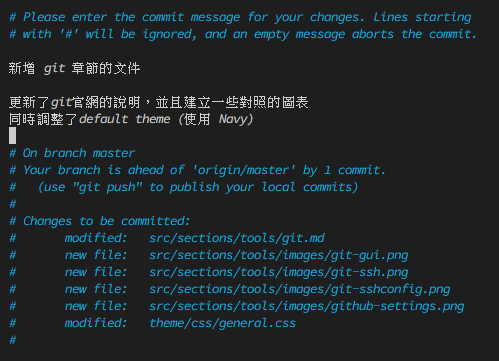 # Please enter the commit message for your changes. Lines starting
# with '#' will be ignored, and an empty message aborts the commit.
新增 git 章節的文件
更新了git官網的說明，並且建立一些對照的圖表
同時調整了default theme (使用 Navy)
# On branch master
# Your branch is ahead of 'origin/master' by 1 commit.
#   (use "git push" to publish your local commits)
#
# Changes to be committed:
#       modified:   src/sections/tools/git.md
#       new file:   src/sections/tools/images/git-gui.png
#       new file:   src/sections/tools/images/git-ssh.png
#       new file:   src/sections/tools/images/git-sshconfig.png
#       new file:   src/sections/tools/images/github-settings.png
#       modified:   theme/css/general.css
#